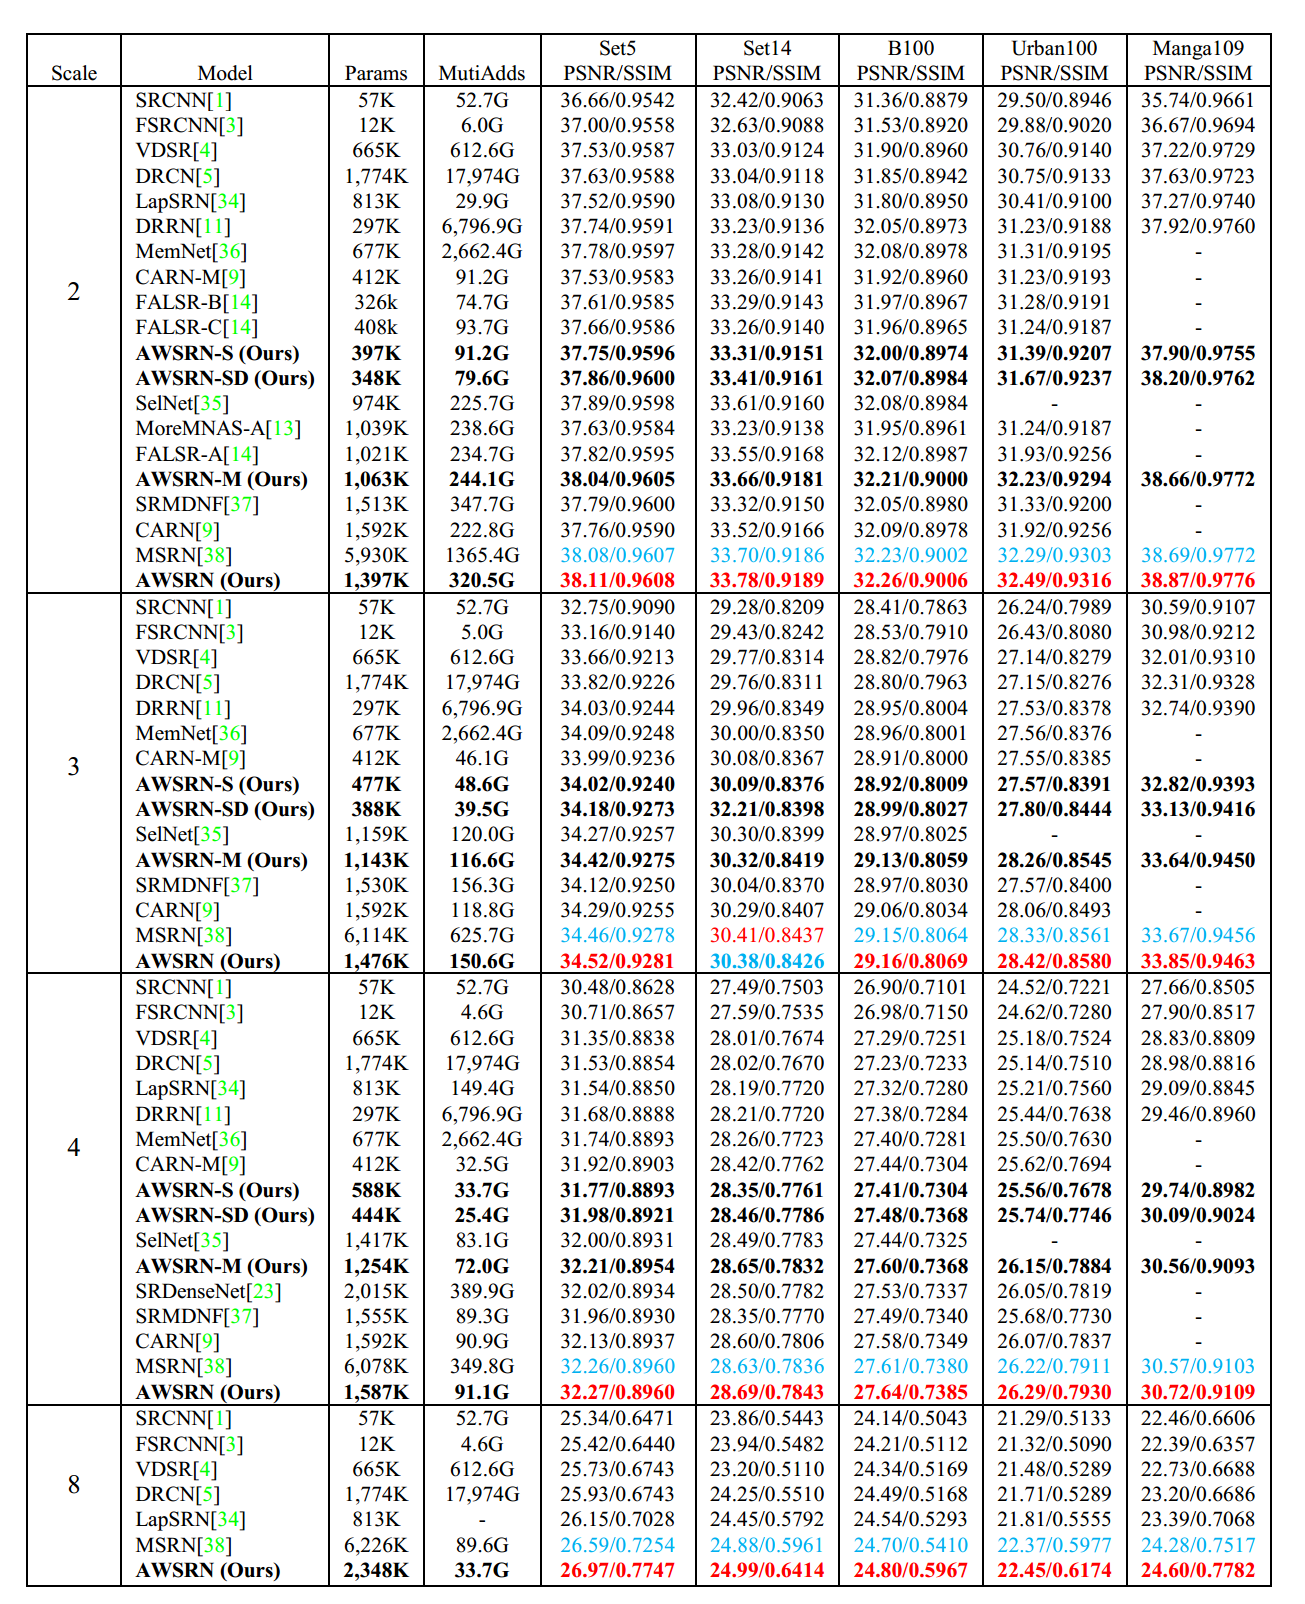 Set5 Set14 B100 Urban100 Manga109
Scale Model Params MutiAdds PSNR/SSIM PSNR/SSIM PSNR/SSIM PSNR/SSIM PSNR/SSIM
SRCNN[1] 57K 52.7G 36.66/0.9542 32.42/0.9063 31.36/0.8879 29.50/0.8946 35.74/0.9661
FSRCNN[3] 12K 6.0G 37.00/0.9558 32.63/0.9088 31.53/0.8920 29.88/0.9020 36.67/0.9694
VDSR[4] 665K 612.6G 37.53/0.9587 33.03/0.9124 31.90/0.8960 30.76/0.9140 37.22/0.9729
DRCN[5] 1,774K 17,974G 37.63/0.9588 33.04/0.9118 31.85/0.8942 30.75/0.9133 37.63/0.9723
LapSRN[34] 813K 29.9G 37.52/0.9590 33.08/0.9130 31.80/0.8950 30.41/0.9100 37.27/0.9740
DRRN[11] 297K 6,796.9G 37.74/0.9591 33.23/0.9136 32.05/0.8973 31.23/0.9188 37.92/0.9760
MemNet[36] 677K 2,662.4G 37.78/0.9597 33.28/0.9142 32.08/0.8978 31.31/0.9195 -
CARN-M[9] 412K 91.2G 37.53/0.9583 33.26/0.9141 31.92/0.8960 31.23/0.9193 -
2
FALSR-B[14] 326k 74.7G 37.61/0.9585 33.29/0.9143 31.97/0.8967 31.28/0.9191 -
FALSR-C[14] 408k 93.7G 37.66/0.9586 33.26/0.9140 31.96/0.8965 31.24/0.9187 -
AWSRN-S (Ours) 397K 91.2G 37.75/0.9596 33.31/0.9151 32.00/0.8974 31.39/0.9207 37.90/0.9755
AWSRN-SD (Ours) 348K 79.6G 37.86/0.9600 33.41/0.9161 32.07/0.8984 31.67/0.9237 38.20/0.9762
SelNet[35] 974K 225.7G 37.89/0.9598 33.61/0.9160 32.08/0.8984 - -
MoreMNAS-A[13] 1,039K 238.6G 37.63/0.9584 33.23/0.9138 31.95/0.8961 31.24/0.9187 -
FALSR-A[14] 1,021K 234.7G 37.82/0.9595 33.55/0.9168 32.12/0.8987 31.93/0.9256 -
AWSRN-M (Ours) 1,063K 244.1G 38.04/0.9605 33.66/0.9181 32.21/0.9000 32.23/0.9294 38.66/0.9772
SRMDNF[37] 1,513K 347.7G 37.79/0.9600 33.32/0.9150 32.05/0.8980 31.33/0.9200 -
CARN[9] 1,592K 222.8G 37.76/0.9590 33.52/0.9166 32.09/0.8978 31.92/0.9256 -
MSRN[38] 5,930K 1365.4G 38.08/0.9607 33.70/0.9186 32.23/0.9002 32.29/0.9303 38.69/0.9772
AWSRN (Ours) 1,397K 320.5G 38.11/0.9608 33.78/0.9189 32.26/0.9006 32.49/0.9316 38.87/0.9776
SRCNN[1] 57K 52.7G 32.75/0.9090 29.28/0.8209 28.41/0.7863 26.24/0.7989 30.59/0.9107
FSRCNN[3] 12K 5.0G 33.16/0.9140 29.43/0.8242 28.53/0.7910 26.43/0.8080 30.98/0.9212
VDSR[4] 665K 612.6G 33.66/0.9213 29.77/0.8314 28.82/0.7976 27.14/0.8279 32.01/0.9310
DRCN[5] 1,774K 17,974G 33.82/0.9226 29.76/0.8311 28.80/0.7963 27.15/0.8276 32.31/0.9328
DRRN[11] 297K 6,796.9G 34.03/0.9244 29.96/0.8349 28.95/0.8004 27.53/0.8378 32.74/0.9390
MemNet[36] 677K 2,662.4G 34.09/0.9248 30.00/0.8350 28.96/0.8001 27.56/0.8376 -
CARN-M[9] 412K 46.1G 33.99/0.9236 30.08/0.8367 28.91/0.8000 27.55/0.8385 -
3
AWSRN-S (Ours) 477K 48.6G 34.02/0.9240 30.09/0.8376 28.92/0.8009 27.57/0.8391 32.82/0.9393
AWSRN-SD (Ours) 388K 39.5G 34.18/0.9273 32.21/0.8398 28.99/0.8027 27.80/0.8444 33.13/0.9416
SelNet[35] 1,159K 120.0G 34.27/0.9257 30.30/0.8399 28.97/0.8025 - -
AWSRN-M (Ours) 1,143K 116.6G 34.42/0.9275 30.32/0.8419 29.13/0.8059 28.26/0.8545 33.64/0.9450
SRMDNF[37] 1,530K 156.3G 34.12/0.9250 30.04/0.8370 28.97/0.8030 27.57/0.8400 -
CARN[9] 1,592K 118.8G 34.29/0.9255 30.29/0.8407 29.06/0.8034 28.06/0.8493 -
MSRN[38] 6,114K 625.7G 34.46/0.9278 30.41/0.8437 29.15/0.8064 28.33/0.8561 33.67/0.9456
AWSRN (Ours) 1,476K 150.6G 34.52/0.9281 30.38/0.8426 29.16/0.8069 28.42/0.8580 33.85/0.9463
SRCNN[1] 57K 52.7G 30.48/0.8628 27.49/0.7503 26.90/0.7101 24.52/0.7221 27.66/0.8505
FSRCNN[3] 12K 4.6G 30.71/0.8657 27.59/0.7535 26.98/0.7150 24.62/0.7280 27.90/0.8517
VDSR[4] 665K 612.6G 31.35/0.8838 28.01/0.7674 27.29/0.7251 25.18/0.7524 28.83/0.8809
DRCN[5] 1,774K 17,974G 31.53/0.8854 28.02/0.7670 27.23/0.7233 25.14/0.7510 28.98/0.8816
LapSRN[34] 813K 149.4G 31.54/0.8850 28.19/0.7720 27.32/0.7280 25.21/0.7560 29.09/0.8845
DRRN[11] 297K 6,796.9G 31.68/0.8888 28.21/0.7720 27.38/0.7284 25.44/0.7638 29.46/0.8960
MemNet[36] 677K 2,662.4G 31.74/0.8893 28.26/0.7723 27.40/0.7281 25.50/0.7630 -
4
CARN-M[9] 412K 32.5G 31.92/0.8903 28.42/0.7762 27.44/0.7304 25.62/0.7694 -
AWSRN-S (Ours) 588K 33.7G 31.77/0.8893 28.35/0.7761 27.41/0.7304 25.56/0.7678 29.74/0.8982
AWSRN-SD (Ours) 444K 25.4G 31.98/0.8921 28.46/0.7786 27.48/0.7368 25.74/0.7746 30.09/0.9024
SelNet[35] 1,417K 83.1G 32.00/0.8931 28.49/0.7783 27.44/0.7325 - -
AWSRN-M (Ours) 1,254K 72.0G 32.21/0.8954 28.65/0.7832 27.60/0.7368 26.15/0.7884 30.56/0.9093
SRDenseNet[23] 2,015K 389.9G 32.02/0.8934 28.50/0.7782 27.53/0.7337 26.05/0.7819 -
SRMDNF[37] 1,555K 89.3G 31.96/0.8930 28.35/0.7770 27.49/0.7340 25.68/0.7730 -
CARN[9] 1,592K 90.9G 32.13/0.8937 28.60/0.7806 27.58/0.7349 26.07/0.7837 -
MSRN[38] 6,078K 349.8G 32.26/0.8960 28.63/0.7836 27.61/0.7380 26.22/0.7911 30.57/0.9103
AWSRN (Ours) 1,587K 91.1G 32.27/0.8960 28.69/0.7843 27.64/0.7385 26.29/0.7930 30.72/0.9109
SRCNN[1] 57K 52.7G 25.34/0.6471 23.86/0.5443 24.14/0.5043 21.29/0.5133 22.46/0.6606
FSRCNN[3] 12K 4.6G 25.42/0.6440 23.94/0.5482 24.21/0.5112 21.32/0.5090 22.39/0.6357
VDSR[4] 665K 612.6G 25.73/0.6743 23.20/0.5110 24.34/0.5169 21.48/0.5289 22.73/0.6688
8
DRCN[5] 1,774K 17,974G 25.93/0.6743 24.25/0.5510 24.49/0.5168 21.71/0.5289 23.20/0.6686
LapSRN[34] 813K - 26.15/0.7028 24.45/0.5792 24.54/0.5293 21.81/0.5555 23.39/0.7068
MSRN[38] 6,226K 89.6G 26.59/0.7254 24.88/0.5961 24.70/0.5410 22.37/0.5977 24.28/0.7517
AWSRN (Ours) 2,348K 33.7G 26.97/0.7747 24.99/0.6414 24.80/0.5967 22.45/0.6174 24.60/0.7782